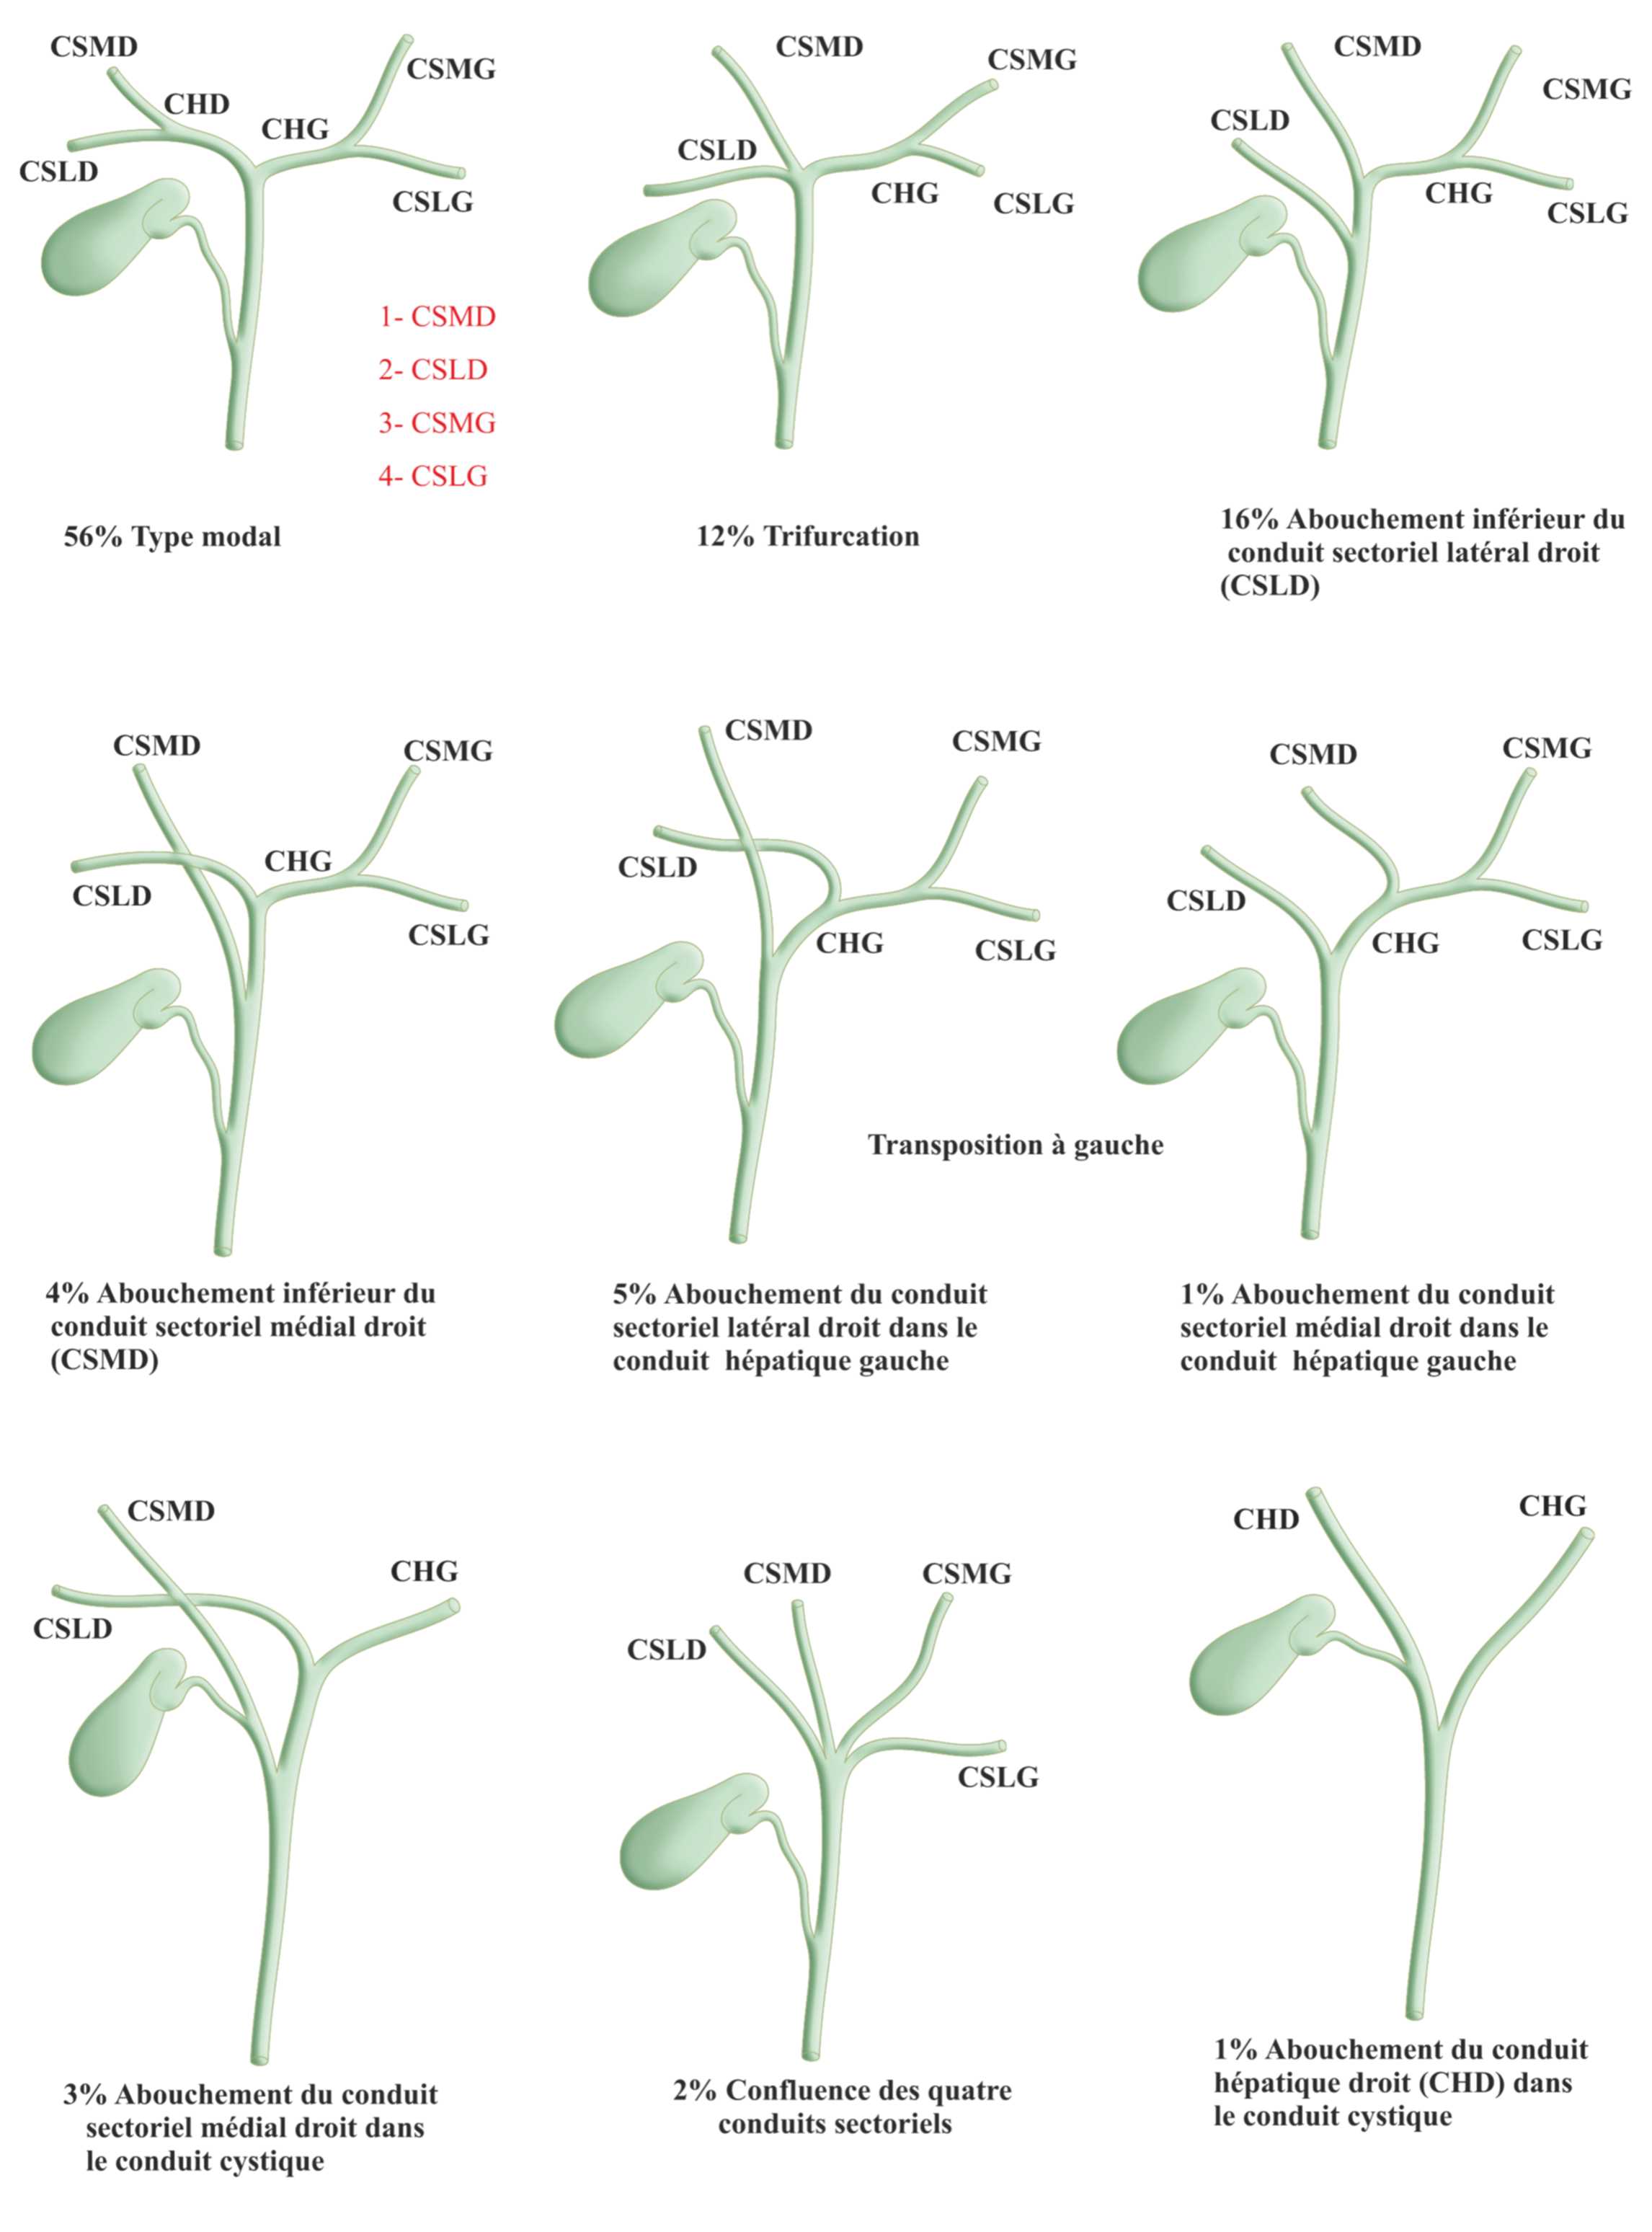 CSMD
CHD
CSLD
CHG
CSMG
CSLG
1- CSMD
2- CSLD
3- CSMG
4- CSLG
56% Type modal
CSMD
CSMG
CSLD
CHG
CSLG
12% Trifurcation
CSMD
CSMG
CSLD
CHG
CSLG
16% Abouchement inférieur du
conduit sectoriel latéral droit
(CSLD)
CSMD
CSMG
CHG
CSLD
CSLG
4% Abouchement inférieur du
conduit sectoriel médial droit
(CSMD)
CSMD
CSMG
CSLD
CHG
CSLG
Transposition à gauche
5% Abouchement du conduit
sectoriel latéral droit dans le
conduit hépatique gauche
CSMD
CSMG
CSLD
CHG
CSLG
1% Abouchement du conduit
sectoriel médial droit dans le
conduit hépatique gauche
CSMD
CHG
CSLD
3% Abouchement du conduit
sectoriel médial droit dans
le conduit cystique
CSMD
CSMG
CSLD
CSLG
2% Confluence des quatre
conduits sectoriels
CHD
CHG
1% Abouchement du conduit
hépatique droit (CHD) dans
le conduit cystique